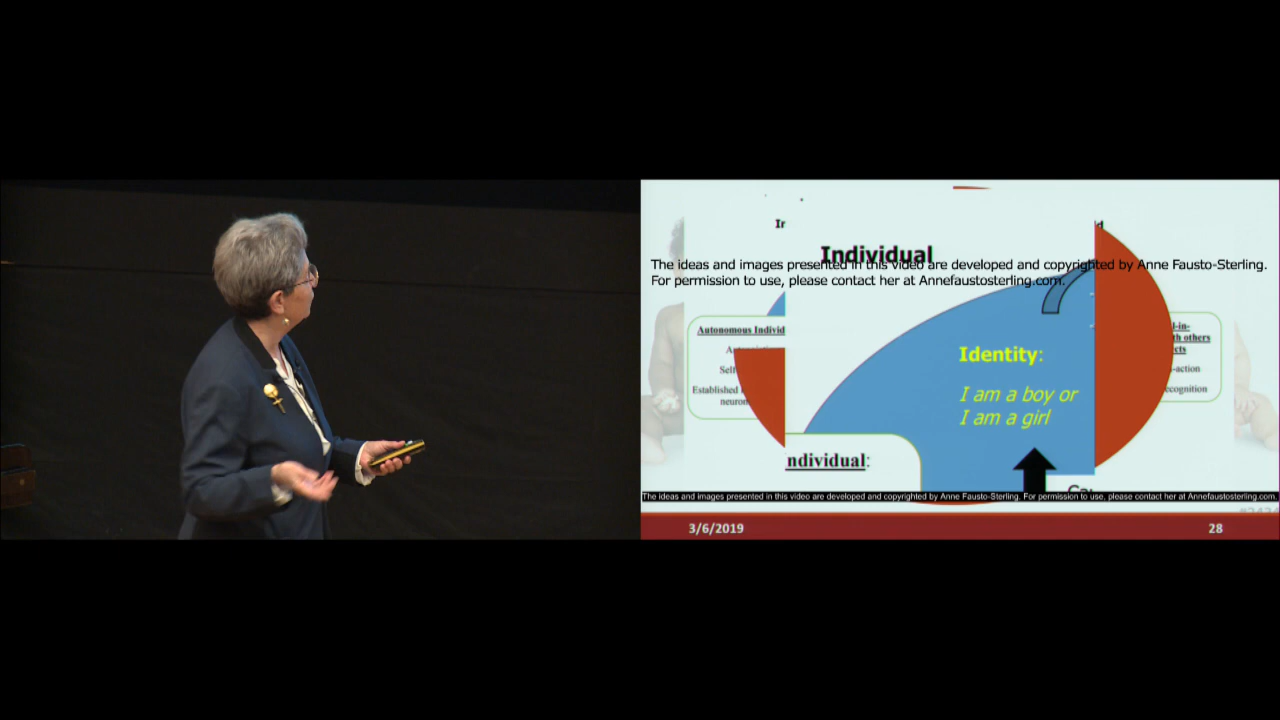 Ir
d
Individual
The ideas and images presented in this video are developed and copyrighted by Anne Fausto-Sterling.
For permission to use, please contact her at Annefaustosterling.com.
Autonomous Individ
l-in-
th others
cts
Identity:
Self
-action
Established
ecognition
I am a boy or
neuron
I am a girl
ndividual:
The ideas and images presented in this video are developed and copyrighted by Anne Fausto-Sterling. For permission to use, please contact her at Annefaustosterling.com.
3/6/2019
28